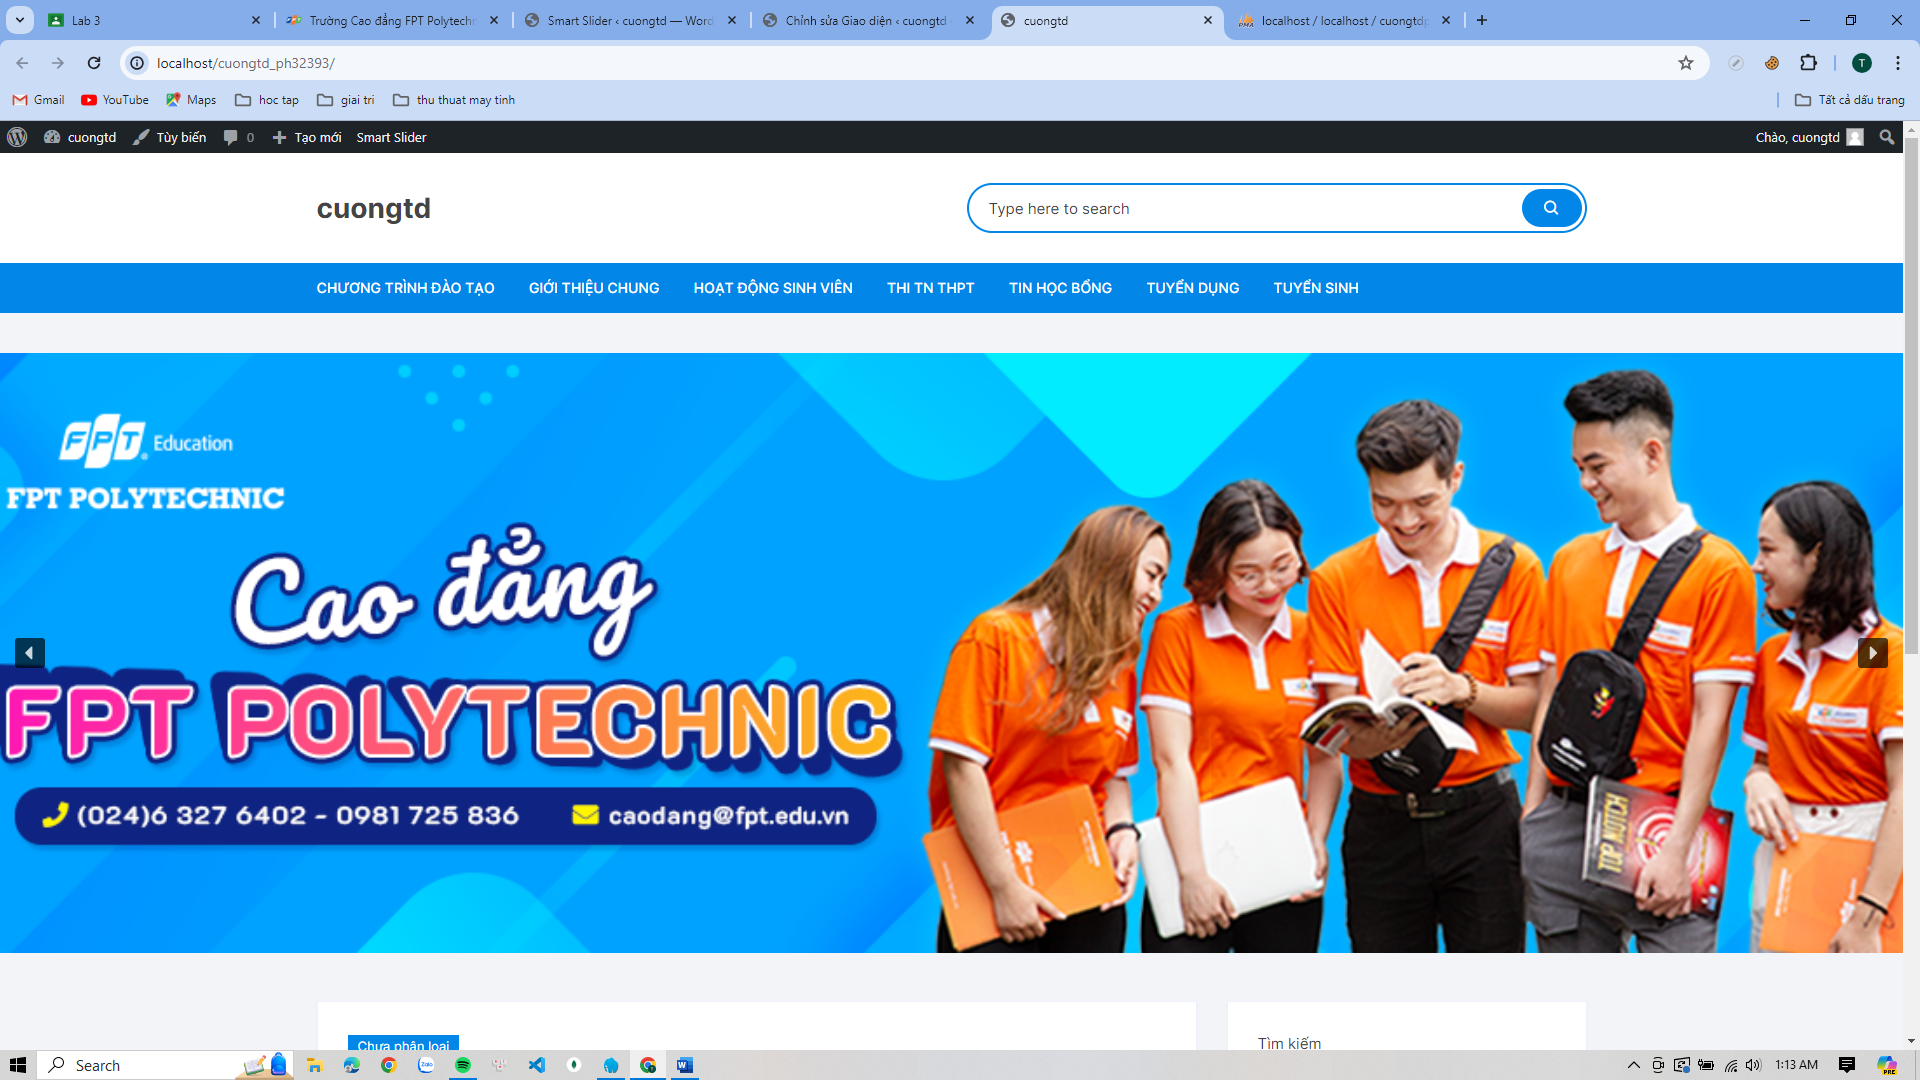 Lab 3
Trường Cao đẳng FPT Polytechn
Smart Slider ‹ cuongtd — Word
Chỉnh sửa Giao diện ‹ cuongtd
cuongtd
localhost / localhost / cuongtdp
localhost/cuongtd_ph32393/
T
Gmail
YouTube
Maps
hoc tap
giai tri
thu thuat may tinh
Tất cả dấu trang
cuongtd
Tùy biến
0
Tạo mới
Smart Slider
Chào, cuongtd
cuongtd
Type here to search
CHƯƠNG TRÌNH ĐÀO TẠO
GIỚI THIỆU CHUNG
HOẠT ĐỘNG SINH VIÊN
THI TN THPT
TIN HỌC BỔNG
TUYỂN DỤNG
TUYỂN SINH
FPT Education
FPT POLYTECHNIC
Cao đẳng
FPT POLYTECHNIC
(024)6 327 6402 - 0981 725 836
caodang@fpt.edu.vn
TOP NOTCH
Chưa phân loại
Tìm kiếm
Search
Zalo
1:13 AM
PRE